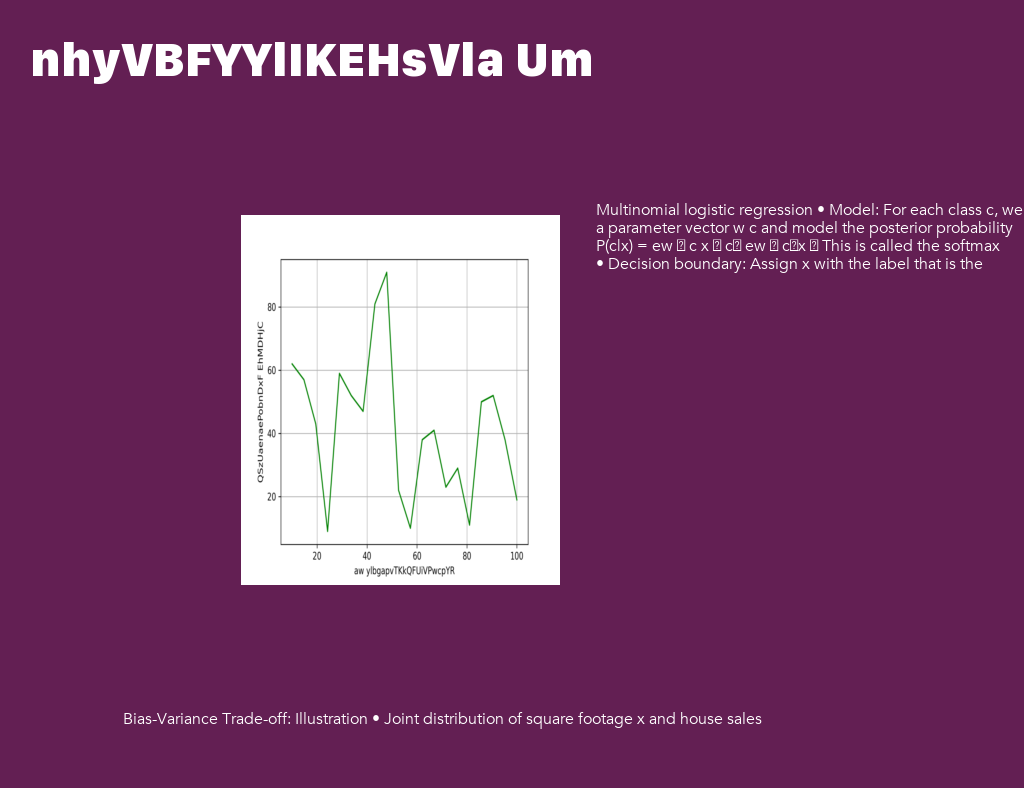 nhyVBFYYlIKEHsVla Um
Multinomial logistic regression • Model: For each class c, we
a parameter vector w c and model the posterior probability
P(clx) = ew c x c ew c x This is called the softmax
• Decision boundary: Assign x with the label that is the
80
60
40
20
QSzUaenaePobnDxF EhMDHjC
20 40 60 80 100
aw ylbgapvTKkQFUiVPwcpYR
Bias-Variance Trade-off: Illustration • Joint distribution of square footage x and house sales